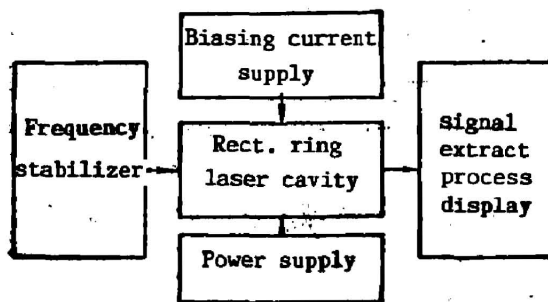 Biasing current
supply
Frequency
stabilizer
Rect. ring
laser cavity
signal
extract
process
display
Power supply